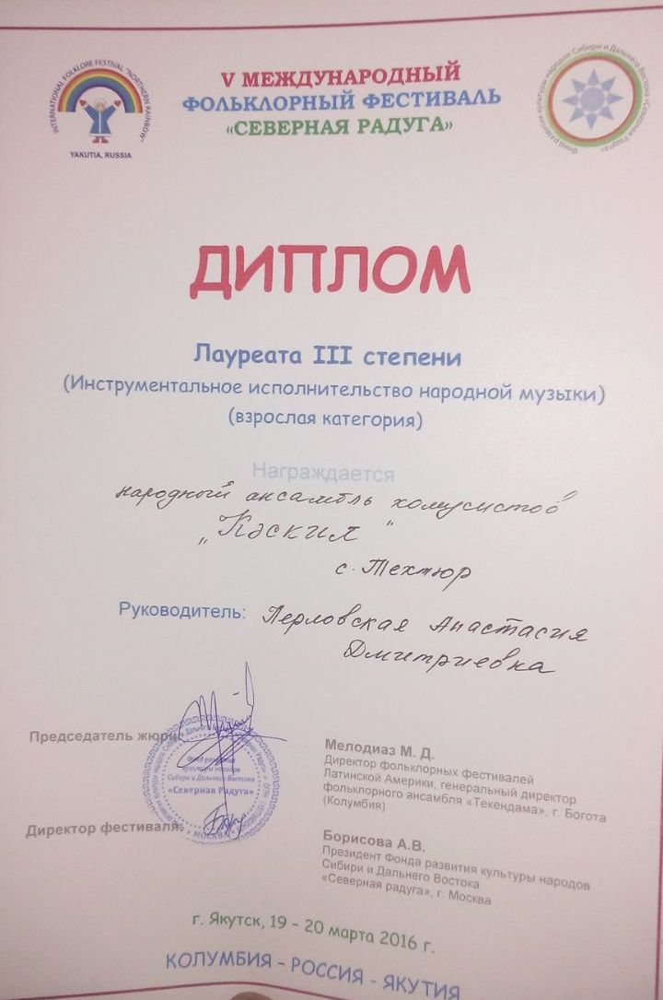 INTERNATIONAL FOLKLORE FESTIVAL "NORTHERN RAINBOW"
YAKUTIA, RUSSIA
V МЕЖДУНАРОДНЫЙ
ФОЛЬКЛОРНЫЙ ФЕСТИВАЛЬ
«СЕВЕРНАЯ РАДУГА»
Фонд развития культуры народов Сибири и Дальнего Востока «Северная Радуга»
ДИПЛОМ
Лауреата III степени
(Инструментальное исполнительство народной музыки)
(взрослая категория)
Награждается
народный ансамбль хомусистов
„Кэскил"
с. Техтюр
Руководитель: Перловская Анастасия
Дмитриевна
Председатель жюри:
Мелодиаз М. Д.
Директор фольклорных фестивалей
Латинской Америки, генеральный директор
фольклорного ансамбля «Текендама», г. Богота
(Колумбия)
Фонд развития
культуры народов
Сибири и Дальнего Востока
«Северная Радуга»
МОСКВА
Директор фестиваля:
Борисова А.В.
Президент Фонда развития культуры народов
Сибири и Дальнего Востока
«Северная радуга», г. Москва
г. Якутск, 19 – 20 марта 2016 г.
КОЛУМБИЯ - РОССИЯ - ЯКУТИЯ